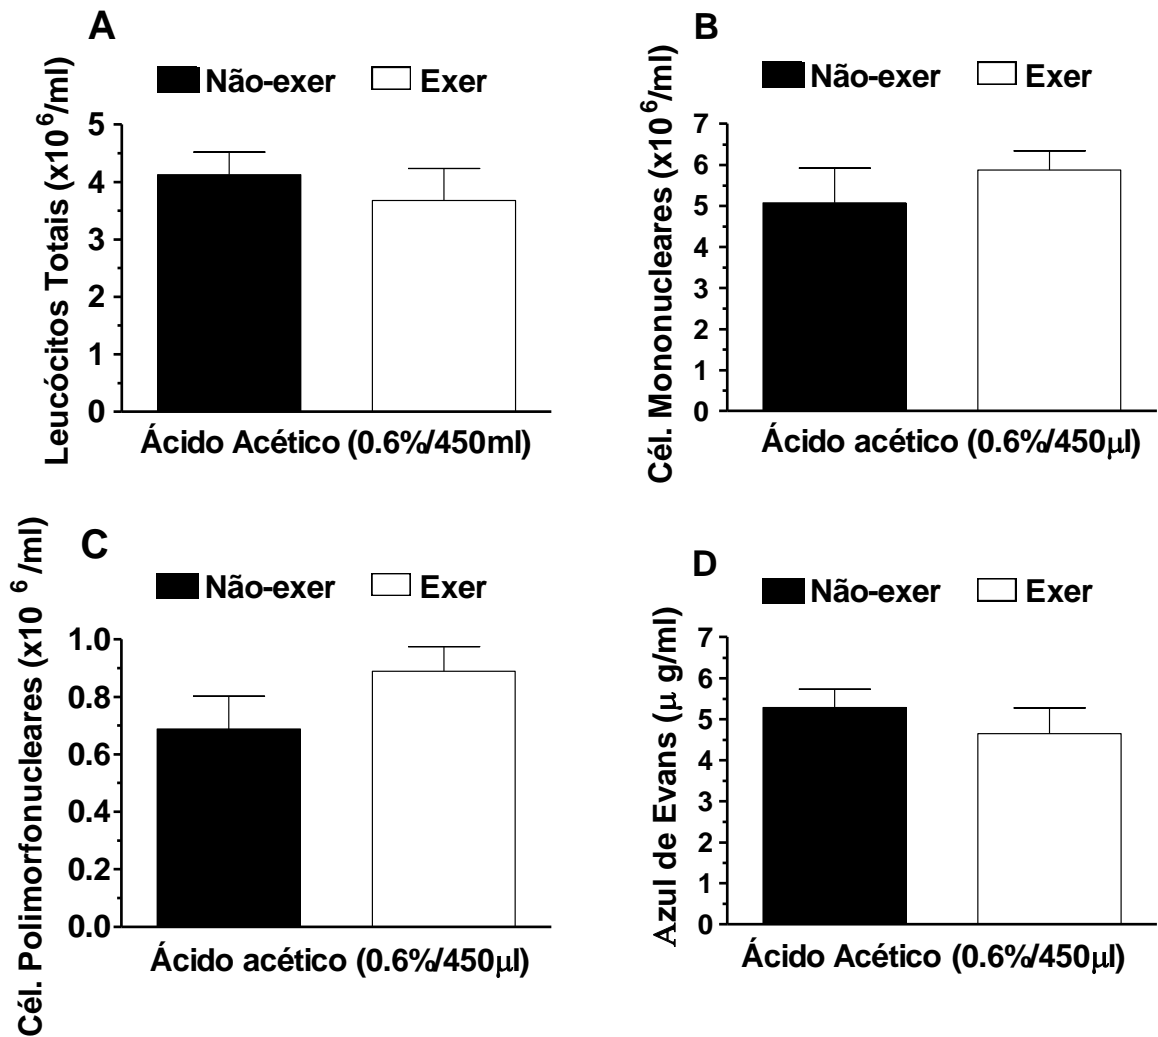 A
Não-exer Exer
Leucócitos Totais (x10⁶/ml)
5
4
3
2
1
0
Ácido Acético (0.6%/450ml)
B
Não-exer Exer
Cél. Mononucleares (x10⁶/ml)
7
6
5
4
3
2
1
0
Ácido acético (0.6%/450µl)
C
Não-exer Exer
Cél. Polimorfonucleares (x10 ⁶ /ml)
1.0
0.8
0.6
0.4
0.2
0.0
Ácido acético (0.6%/450µl)
D
Não-exer Exer
Azul de Evans (µ g/ml)
7
6
5
4
3
2
1
0
Ácido Acético (0.6%/450µl)